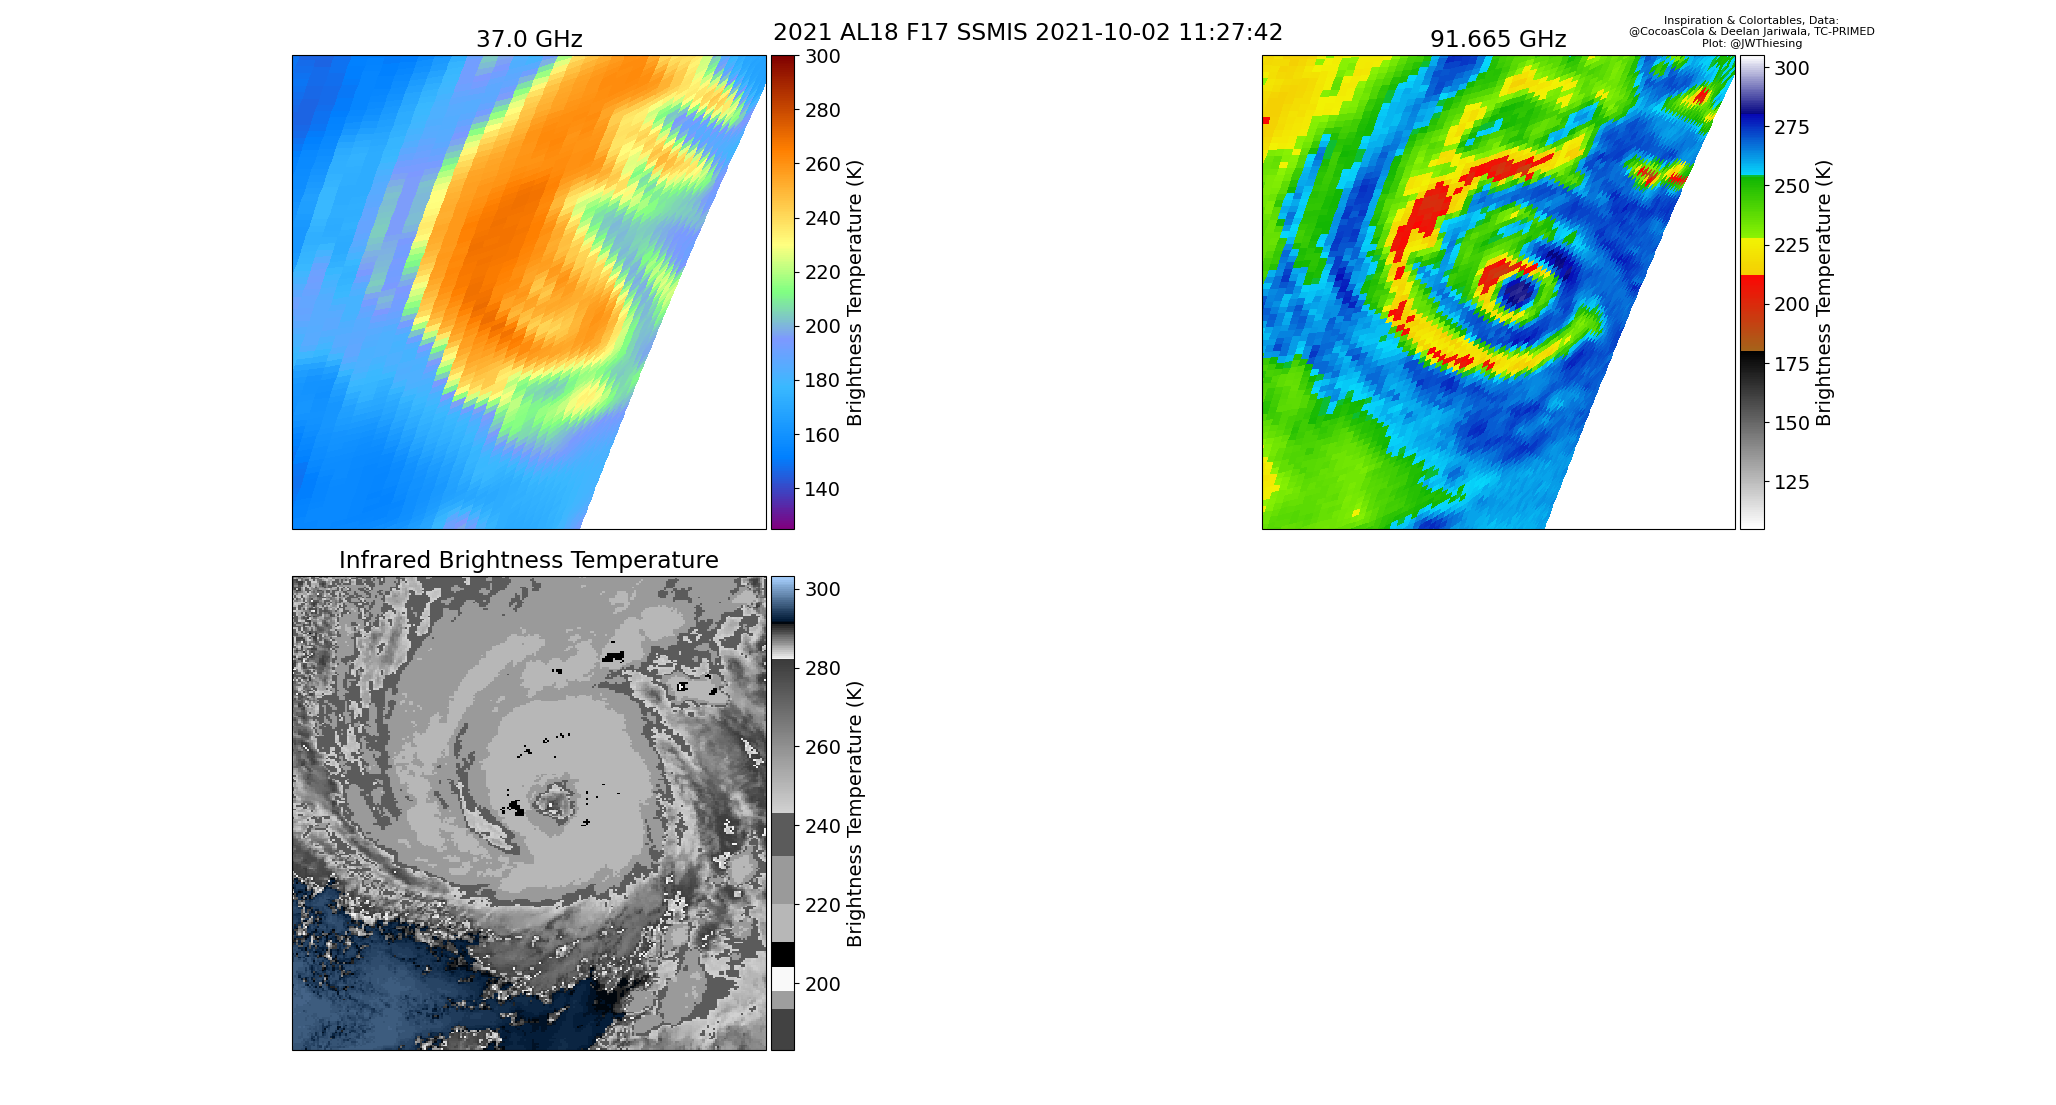 2021 AL18 F17 SSMIS 2021-10-02 11:27:42
Inspiration & Colortables, Data:
@CocoasCola & Deelan Jariwala, TC-PRIMED
Plot: @JWThiesing
37.0 GHz
300
280
260
240
220
200
180
160
140
Brightness Temperature (K)
91.665 GHz
300
275
250
225
200
175
150
125
Brightness Temperature (K)
Infrared Brightness Temperature
300
280
260
240
220
200
Brightness Temperature (K)